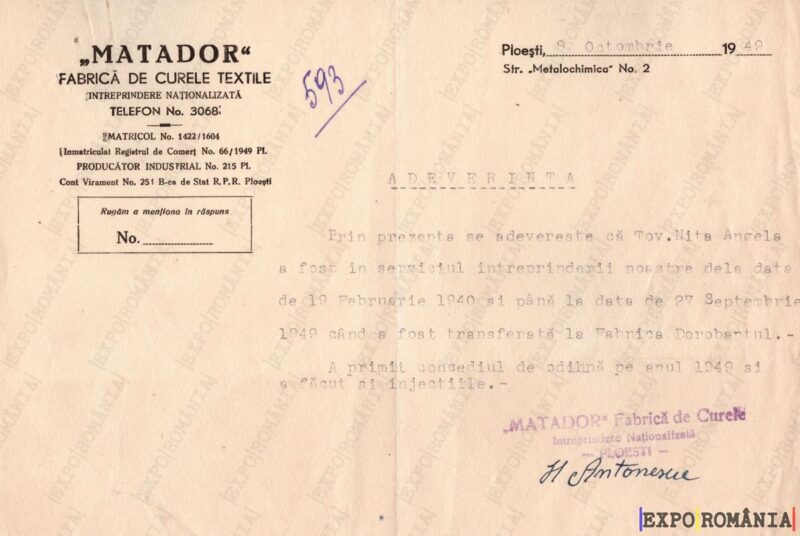 „MATADOR“
FABRICĂ DE CURELE TEXTILE
INTREPRINDERE NAȚIONALIZATĂ
TELEFON No. 3068
MATRICOL No. 1422/1604
Inmatriculat Registrul de Comerț No. 66/1949 Pl.
PRODUCĂTOR INDUSTRIAL No. 215 Pl.
Cont Virament No. 251 B-ca de Stat R.P.R. Ploești
Rugăm a menționa în răspuns
No.
593
Ploești, 8 Octombrie 1949
Str. „Metalochimica“ No. 2
ADEVERINTA
Prin prezenta se adevereste că Tov.Nita Angela
a fost in serviciul intreprinderii noastre dela data
de 19 Februarie 1940 si până la data de 27 Septembrie
1949 când a fost transferată la Fabrica Dorobantul.-
A primit concediul de odihnă pe anul 1949 si
a făcut si injectiile.-
„MATADOR“ Fabrică de Curele
Intreprindere Naționalizată
— PLOESTI —
H Antonescu
|EXPO|ROMÂNIA|